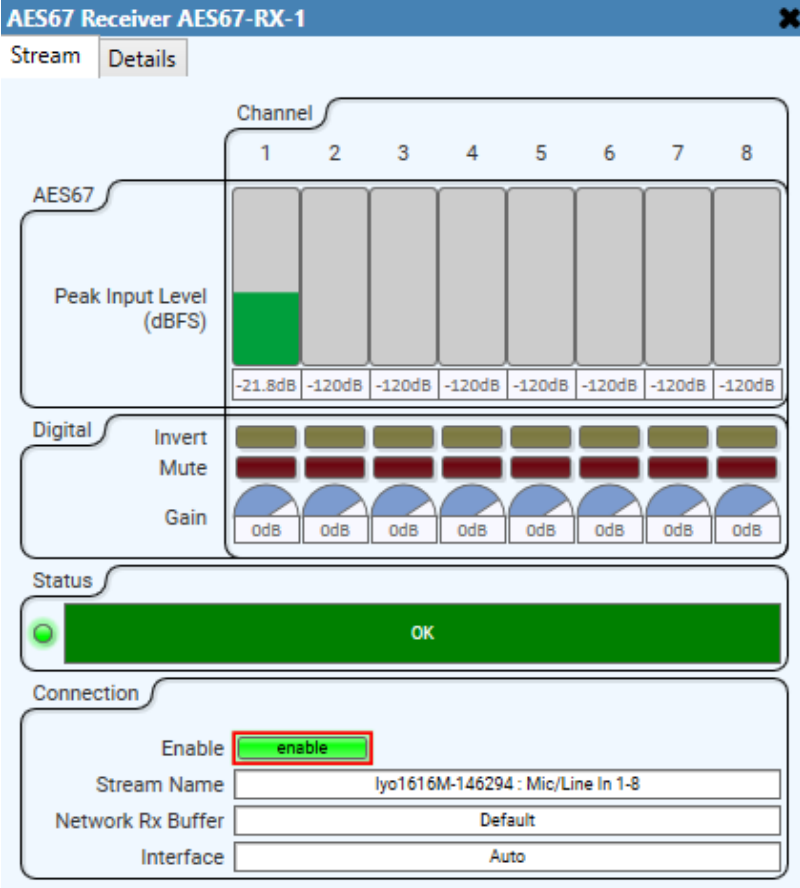 AES67 Receiver AES67-RX-1
Stream Details
Channel
1 2 3 4 5 6 7 8
AES67
Peak Input Level
(dBFS)
-21.8dB -120dB -120dB -120dB -120dB -120dB -120dB -120dB
Digital
Invert
Mute
Gain
0dB 0dB 0dB 0dB 0dB 0dB 0dB 0dB
Status
OK
Connection
Enable enable
Stream Name lyo1616M-146294 : Mic/Line In 1-8
Network Rx Buffer Default
Interface Auto